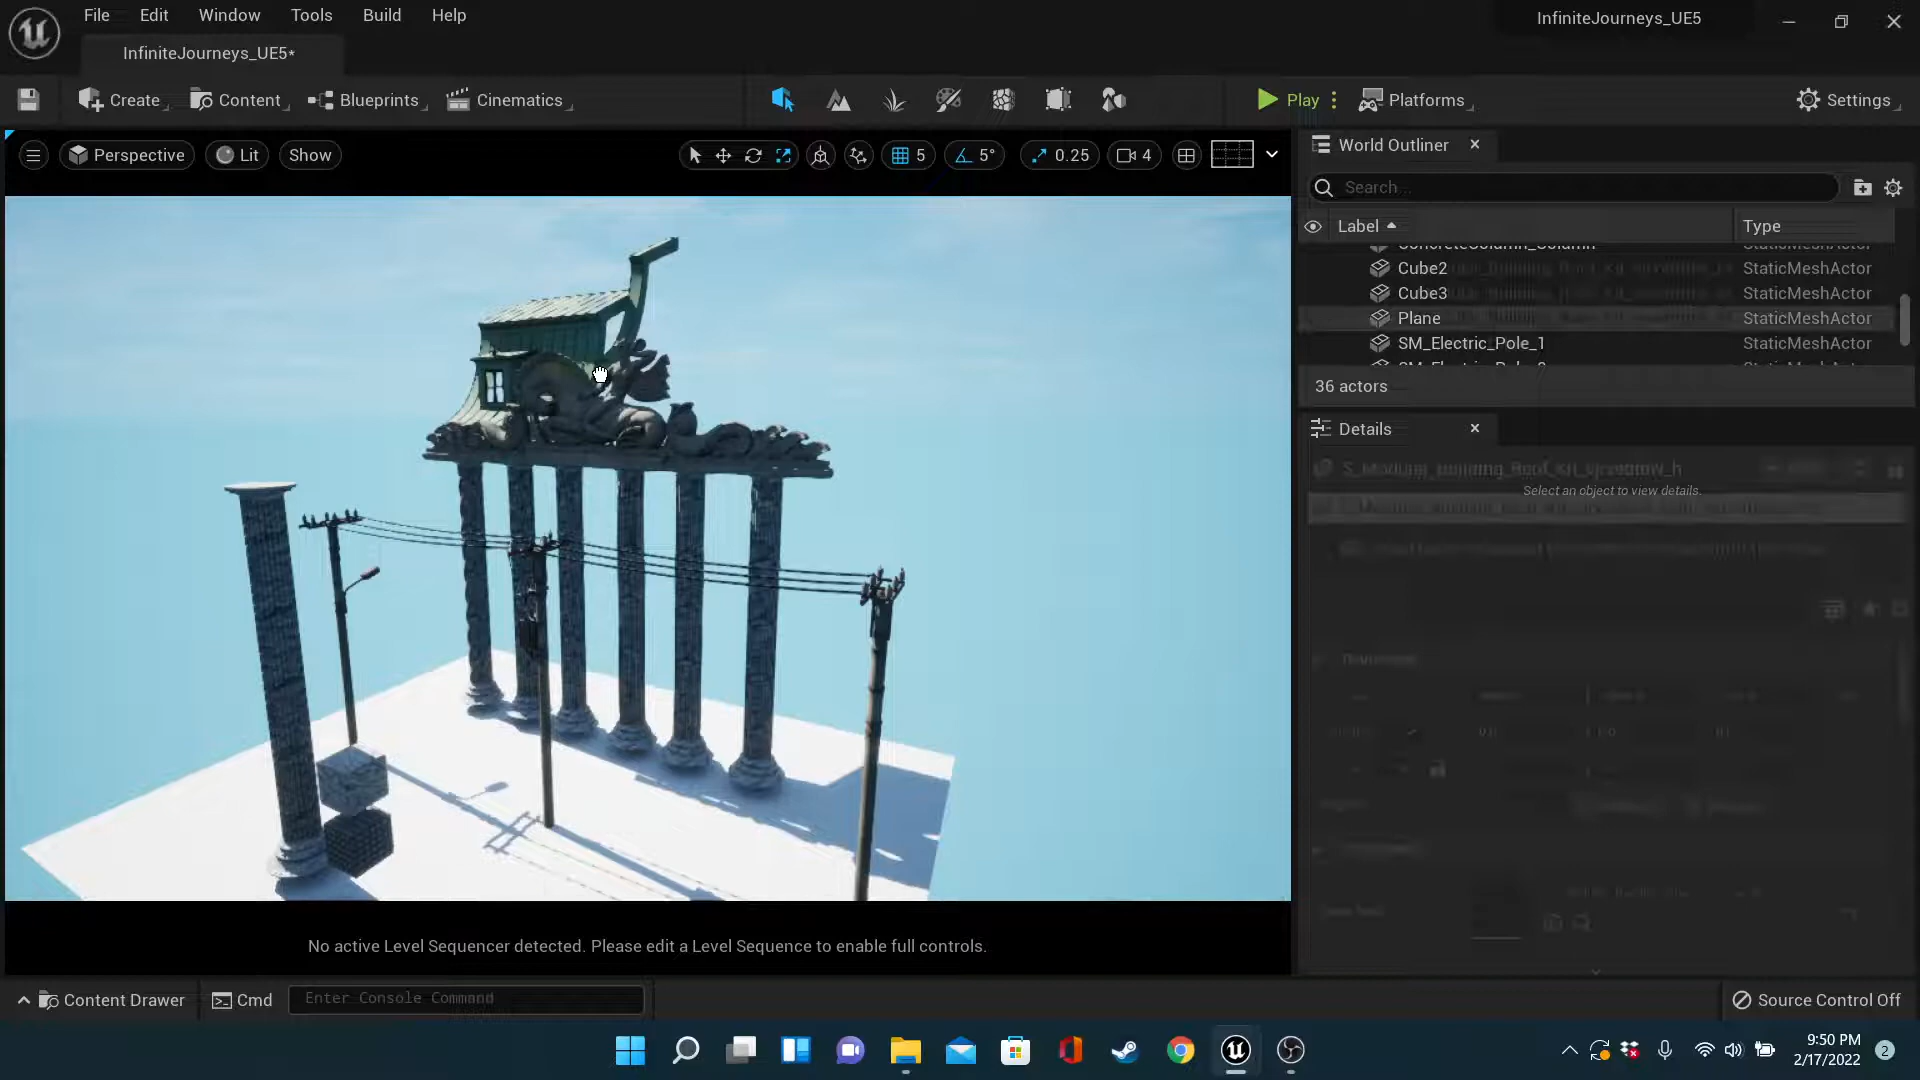 File Edit Window Tools Build Help
InfiniteJourneys_UE5
InfiniteJourneys_UE5*
Create Content Blueprints Cinematics
Play Platforms Settings
Perspective Lit Show
5 5° 0.25 4
World Outliner
Search...
Label Type
ConcreteColumn_Column StaticMeshActor
Cube2 StaticMeshActor
Cube3 StaticMeshActor
Plane StaticMeshActor
SM_Electric_Pole_1 StaticMeshActor
36 actors
Details
Select an object to view details.
No active Level Sequencer detected. Please edit a Level Sequence to enable full controls.
Content Drawer Cmd Enter Console Command
Source Control Off
9:50 PM
2/17/2022
2